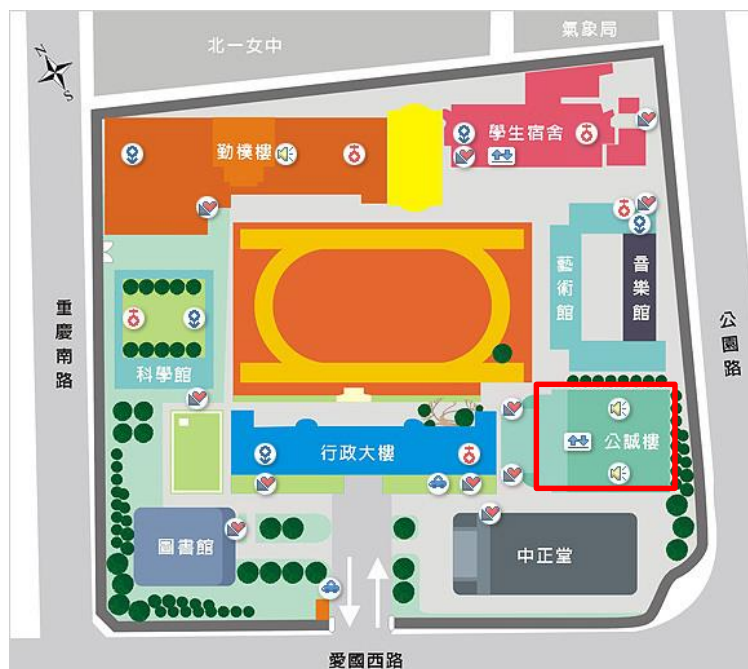 北一女中
氣象局
N
S
勤樸樓
學生宿舍
藝術館
音樂館
重慶南路
公園路
科學館
行政大樓
公誠樓
圖書館
中正堂
愛國西路